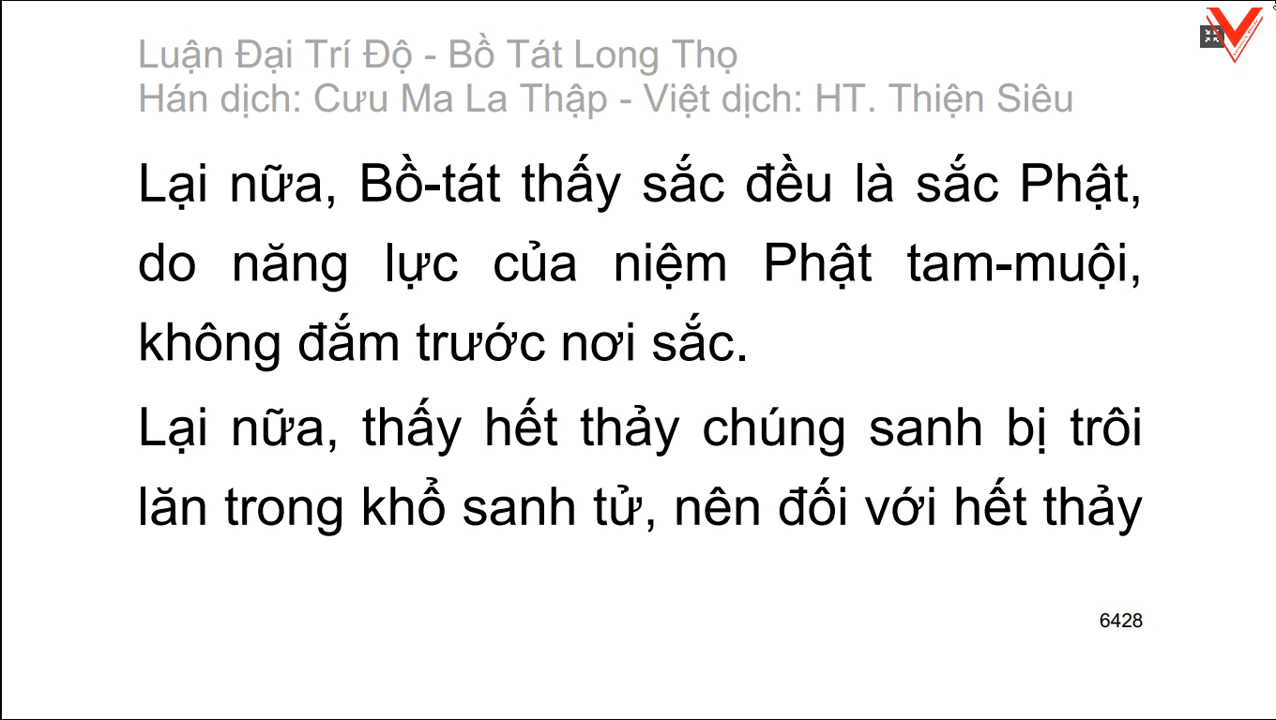 Luận Đại Trí Độ - Bồ Tát Long Thọ
Hán dịch: Cưu Ma La Thập - Việt dịch: HT. Thiện Siêu
Lại nữa, Bồ-tát thấy sắc đều là sắc Phật,
do năng lực của niệm Phật tam-muội,
không đắm trước nơi sắc.
Lại nữa, thấy hết thảy chúng sanh bị trôi
lăn trong khổ sanh tử, nên đối với hết thảy
6428